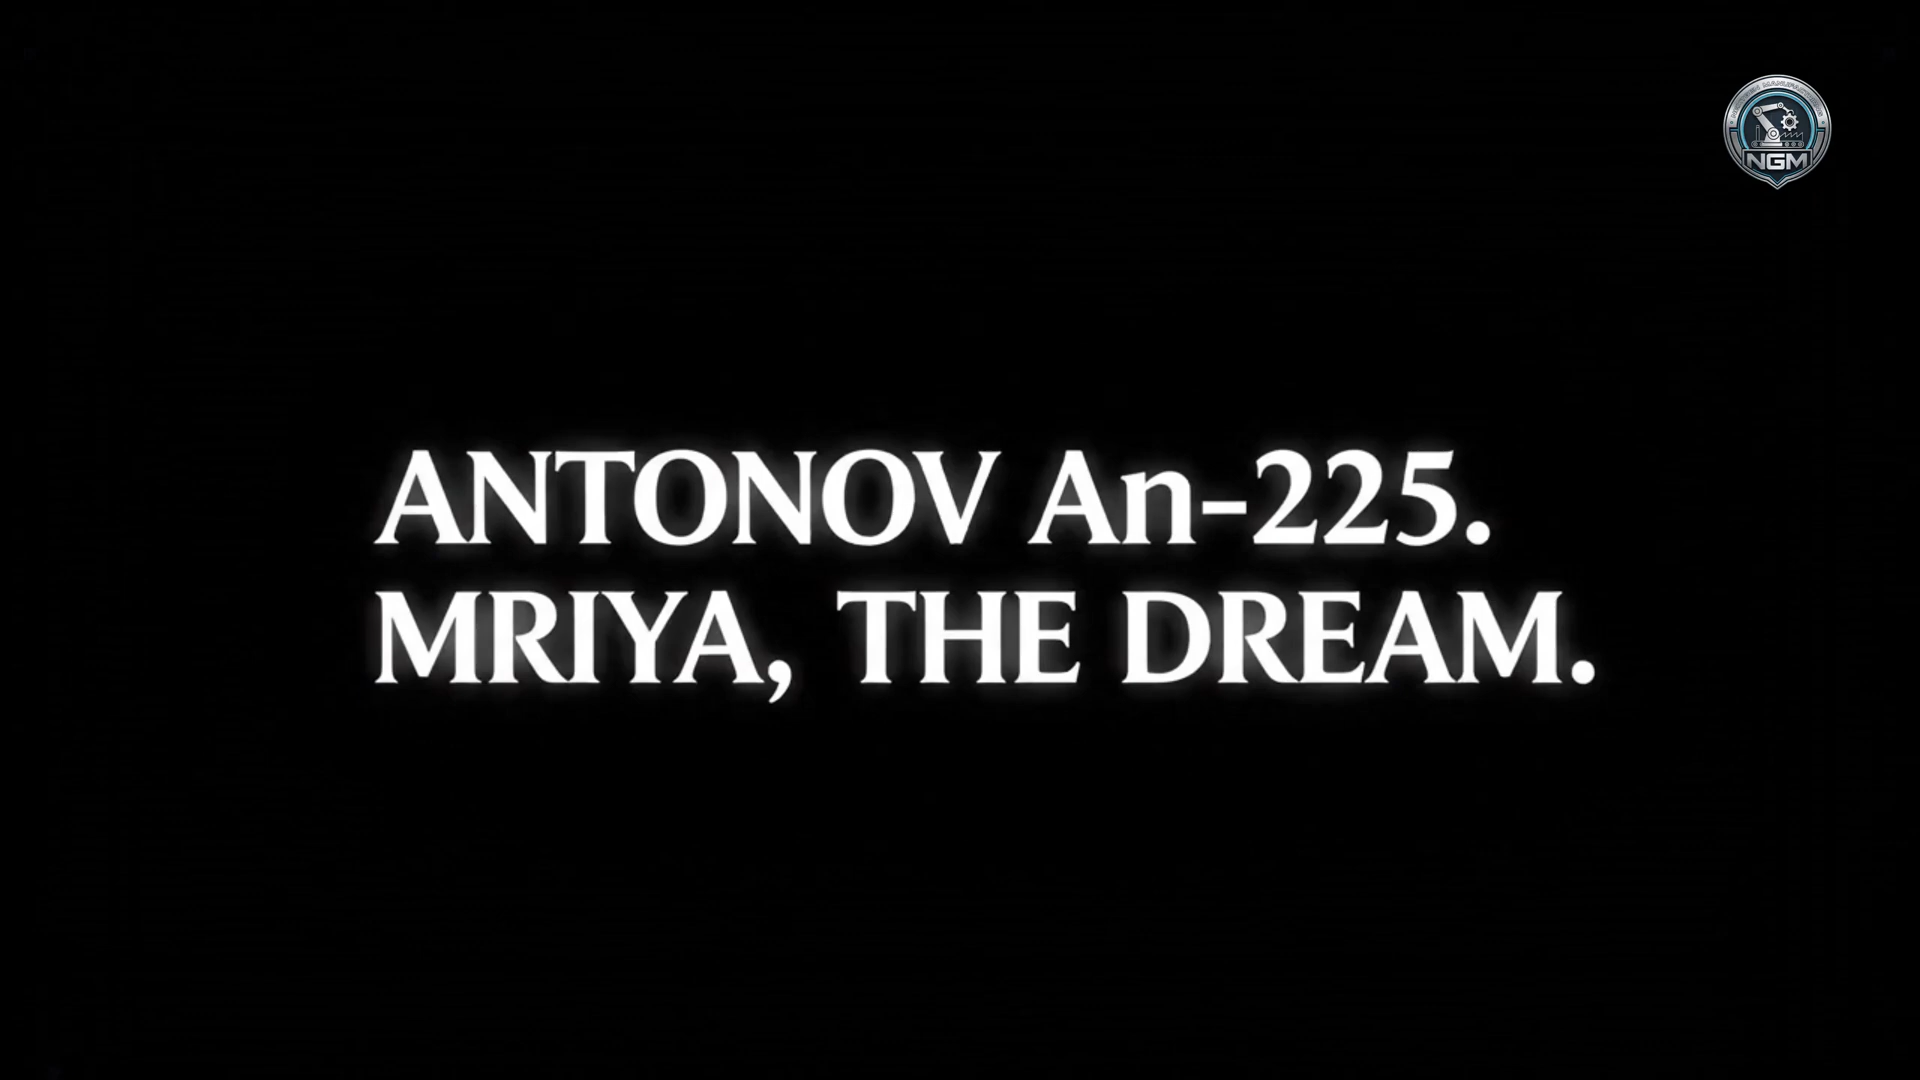 NGM
ANTONOV An-225.
MRIYA, THE DREAM.